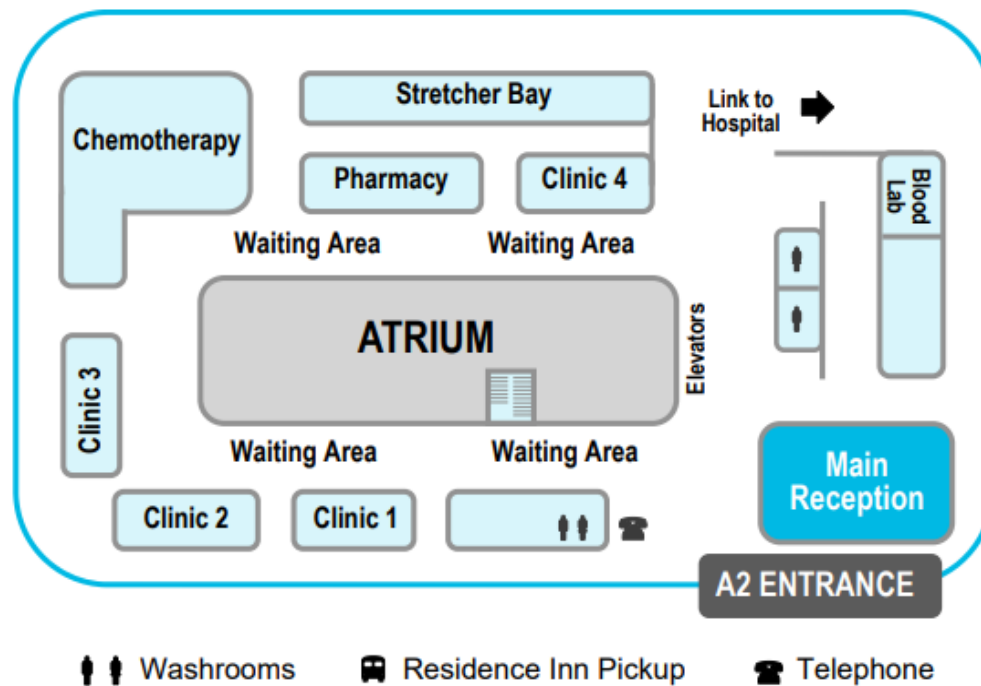 Stretcher Bay
Link to
Hospital
Chemotherapy
Pharmacy
Clinic 4
Blood
Lab
Waiting Area
Waiting Area
ATRIUM
Elevators
Clinic 3
Waiting Area
Waiting Area
Main
Reception
Clinic 2
Clinic 1
A2 ENTRANCE
Washrooms
Residence Inn Pickup
Telephone